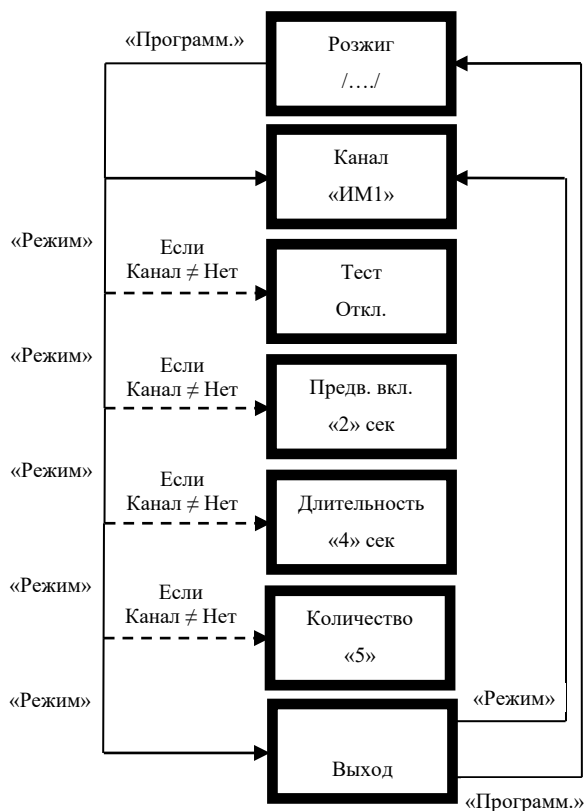 «Программ.»
Розжиг
/…./
Канал
«ИМ1»
«Режим»
Если
Канал ≠ Нет
Тест
Откл.
«Режим»
Если
Канал ≠ Нет
Предв. вкл.
«2» сек
«Режим»
Если
Канал ≠ Нет
Длительность
«4» сек
«Режим»
Если
Канал ≠ Нет
Количество
«5»
«Режим»
«Режим»
Выход
«Программ.»